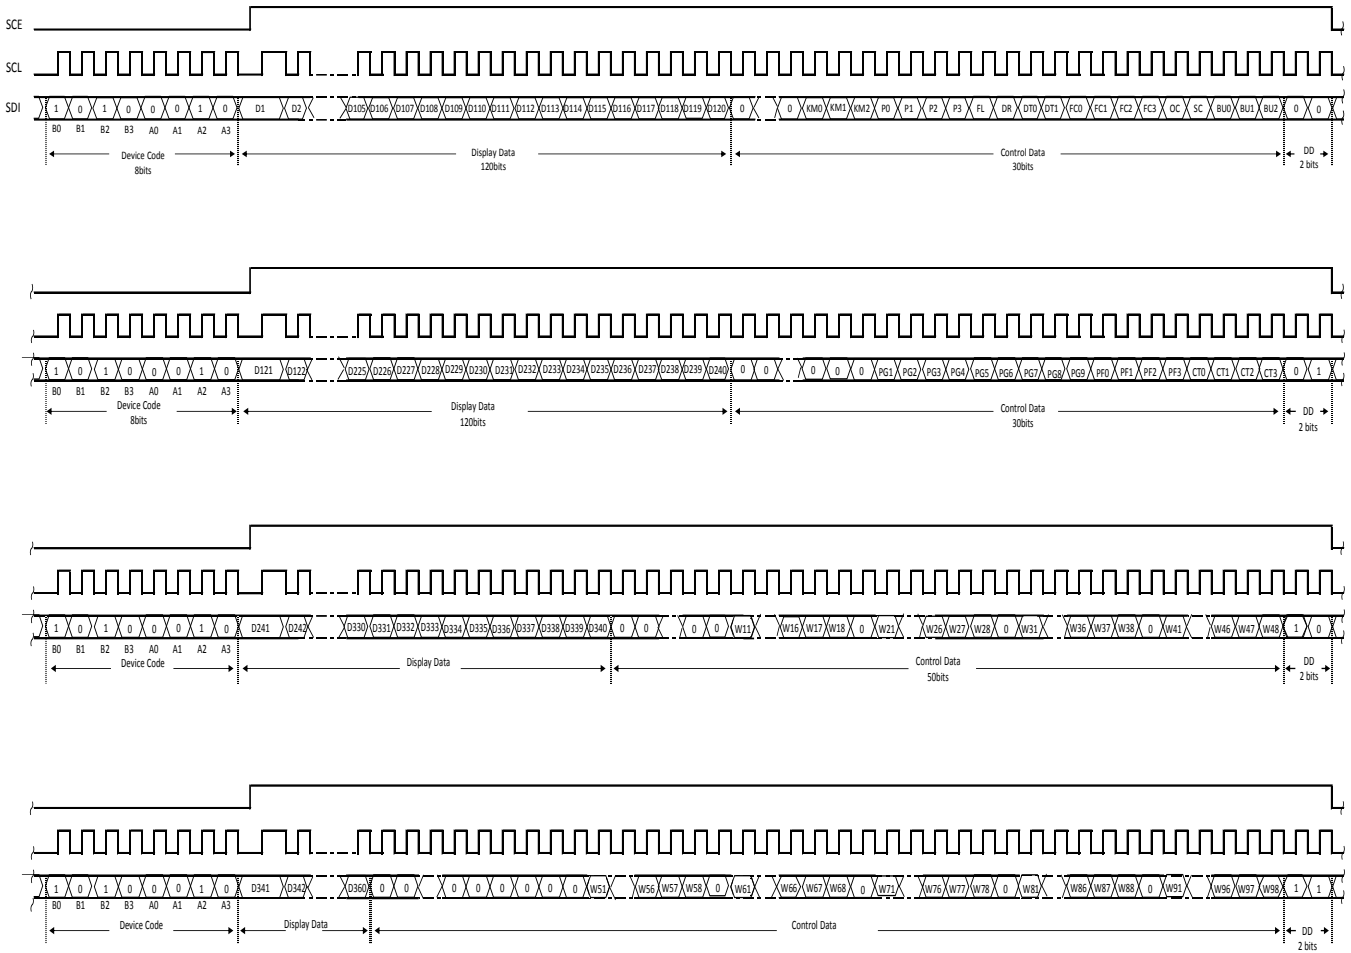 SCE
SCL
SDI 1 0 1 0 0 0 1 0 D1 D2 D105 D106 D107 D108 D109 D110 D111 D112 D113 D114 D115 D116 D117 D118 D119 D120 0 0 KM0 KM1 KM2 P0 P1 P2 P3 FL DR DT0 DT1 FC0 FC1 FC2 FC3 OC SC BU0 BU1 BU2 0 0
B0 B1 B2 B3 A0 A1 A2 A3
Device Code Display Data Control Data DD
8bits 120bits 30bits 2 bits
1 0 1 0 0 0 1 0 D121 D122 D225 D226 D227 D228 D229 D230 D231 D232 D233 D234 D235 D236 D237 D238 D239 D240 0 0 0 0 0 PG1 PG2 PG3 PG4 PG5 PG6 PG7 PG8 PG9 PF0 PF1 PF2 PF3 CT0 CT1 CT2 CT3 0 1
B0 B1 B2 B3 A0 A1 A2 A3
Device Code Display Data Control Data DD
8bits 120bits 30bits 2 bits
1 0 1 0 0 0 1 0 D241 D242 D330 D331 D332 D333 D334 D335 D336 D337 D338 D339 D340 0 0 0 0 W11 W16 W17 W18 0 W21 W26 W27 W28 0 W31 W36 W37 W38 0 W41 W46 W47 W48 1 0
B0 B1 B2 B3 A0 A1 A2 A3
Device Code Display Data Control Data DD
50bits 2 bits
1 0 1 0 0 0 1 0 D341 D342 D360 0 0 0 0 0 0 0 0 W51 W56 W57 W58 0 W61 W66 W67 W68 0 W71 W76 W77 W78 0 W81 W86 W87 W88 0 W91 W96 W97 W98 1 1
B0 B1 B2 B3 A0 A1 A2 A3
Device Code Display Data Control Data DD
2 bits